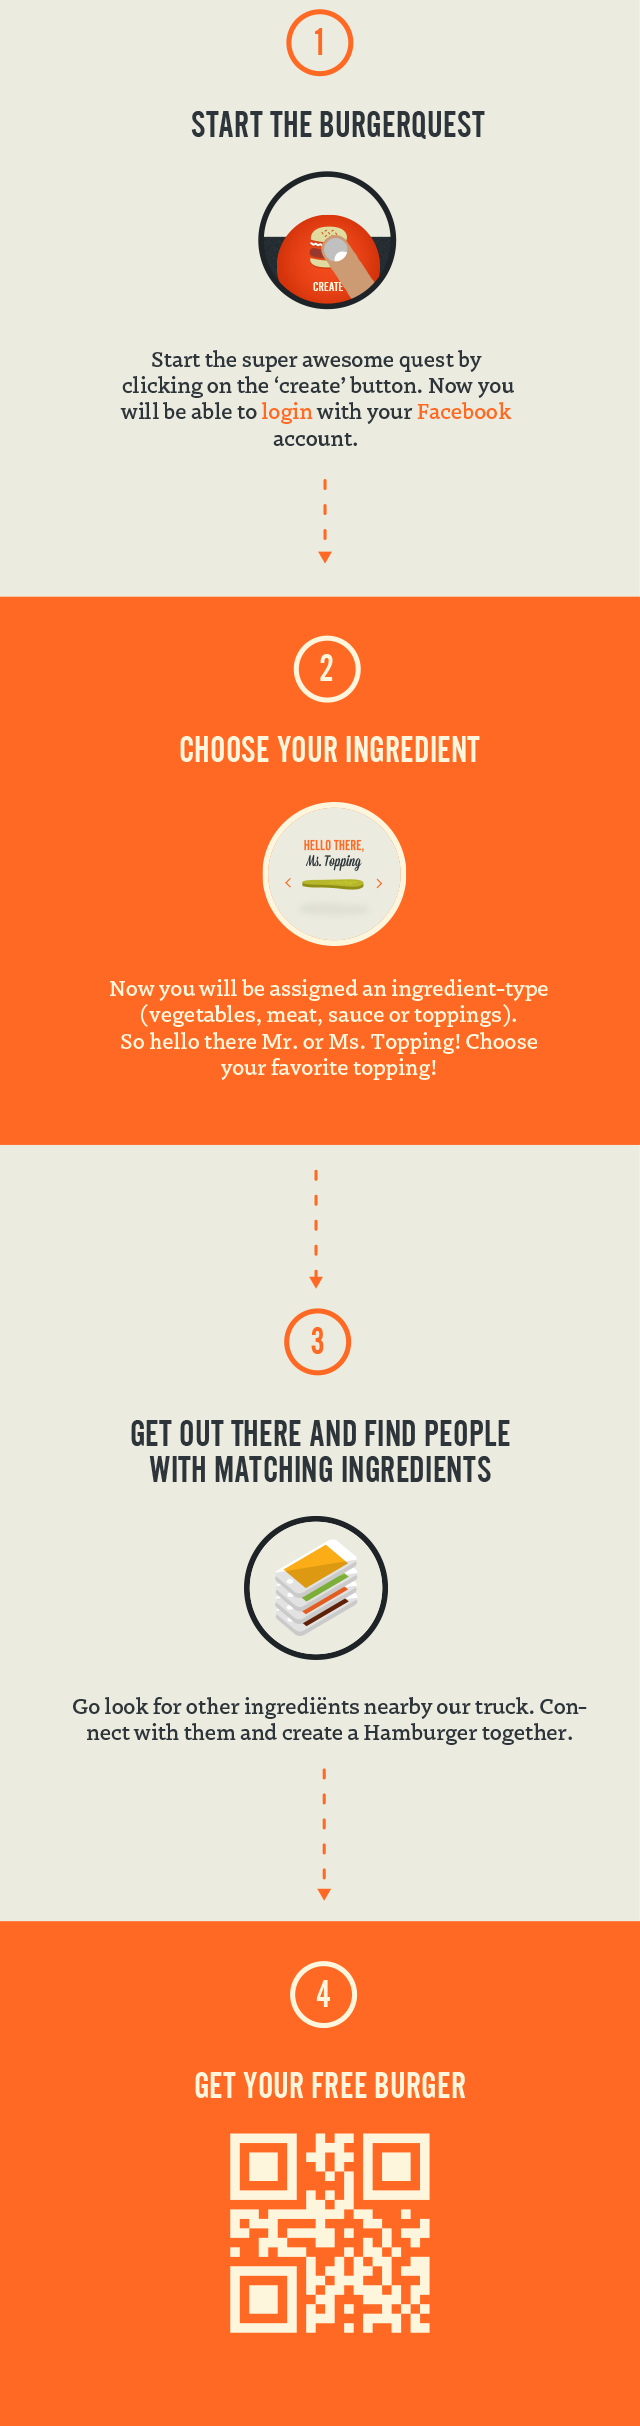 1
START THE BURGERQUEST
CREATE
Start the super awesome quest by
clicking on the ‘create’ button. Now you
will be able to login with your Facebook
account.
2
CHOOSE YOUR INGREDIENT
HELLO THERE,
Ms. Topping
Now you will be assigned an ingredient-type
(vegetables, meat, sauce or toppings).
So hello there Mr. or Ms. Topping! Choose
your favorite topping!
3
GET OUT THERE AND FIND PEOPLE
WITH MATCHING INGREDIENTS
Go look for other ingrediënts nearby our truck. Con-
nect with them and create a Hamburger together.
4
GET YOUR FREE BURGER